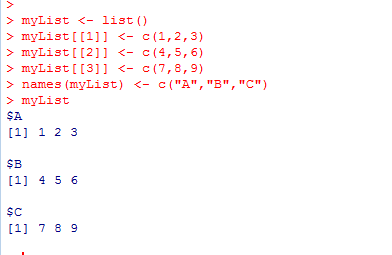 >
> myList <- list()
> myList[[1]] <- c(1,2,3)
> myList[[2]] <- c(4,5,6)
> myList[[3]] <- c(7,8,9)
> names(myList) <- c("A","B","C")
> myList
$A
[1] 1 2 3
$B
[1] 4 5 6
$C
[1] 7 8 9